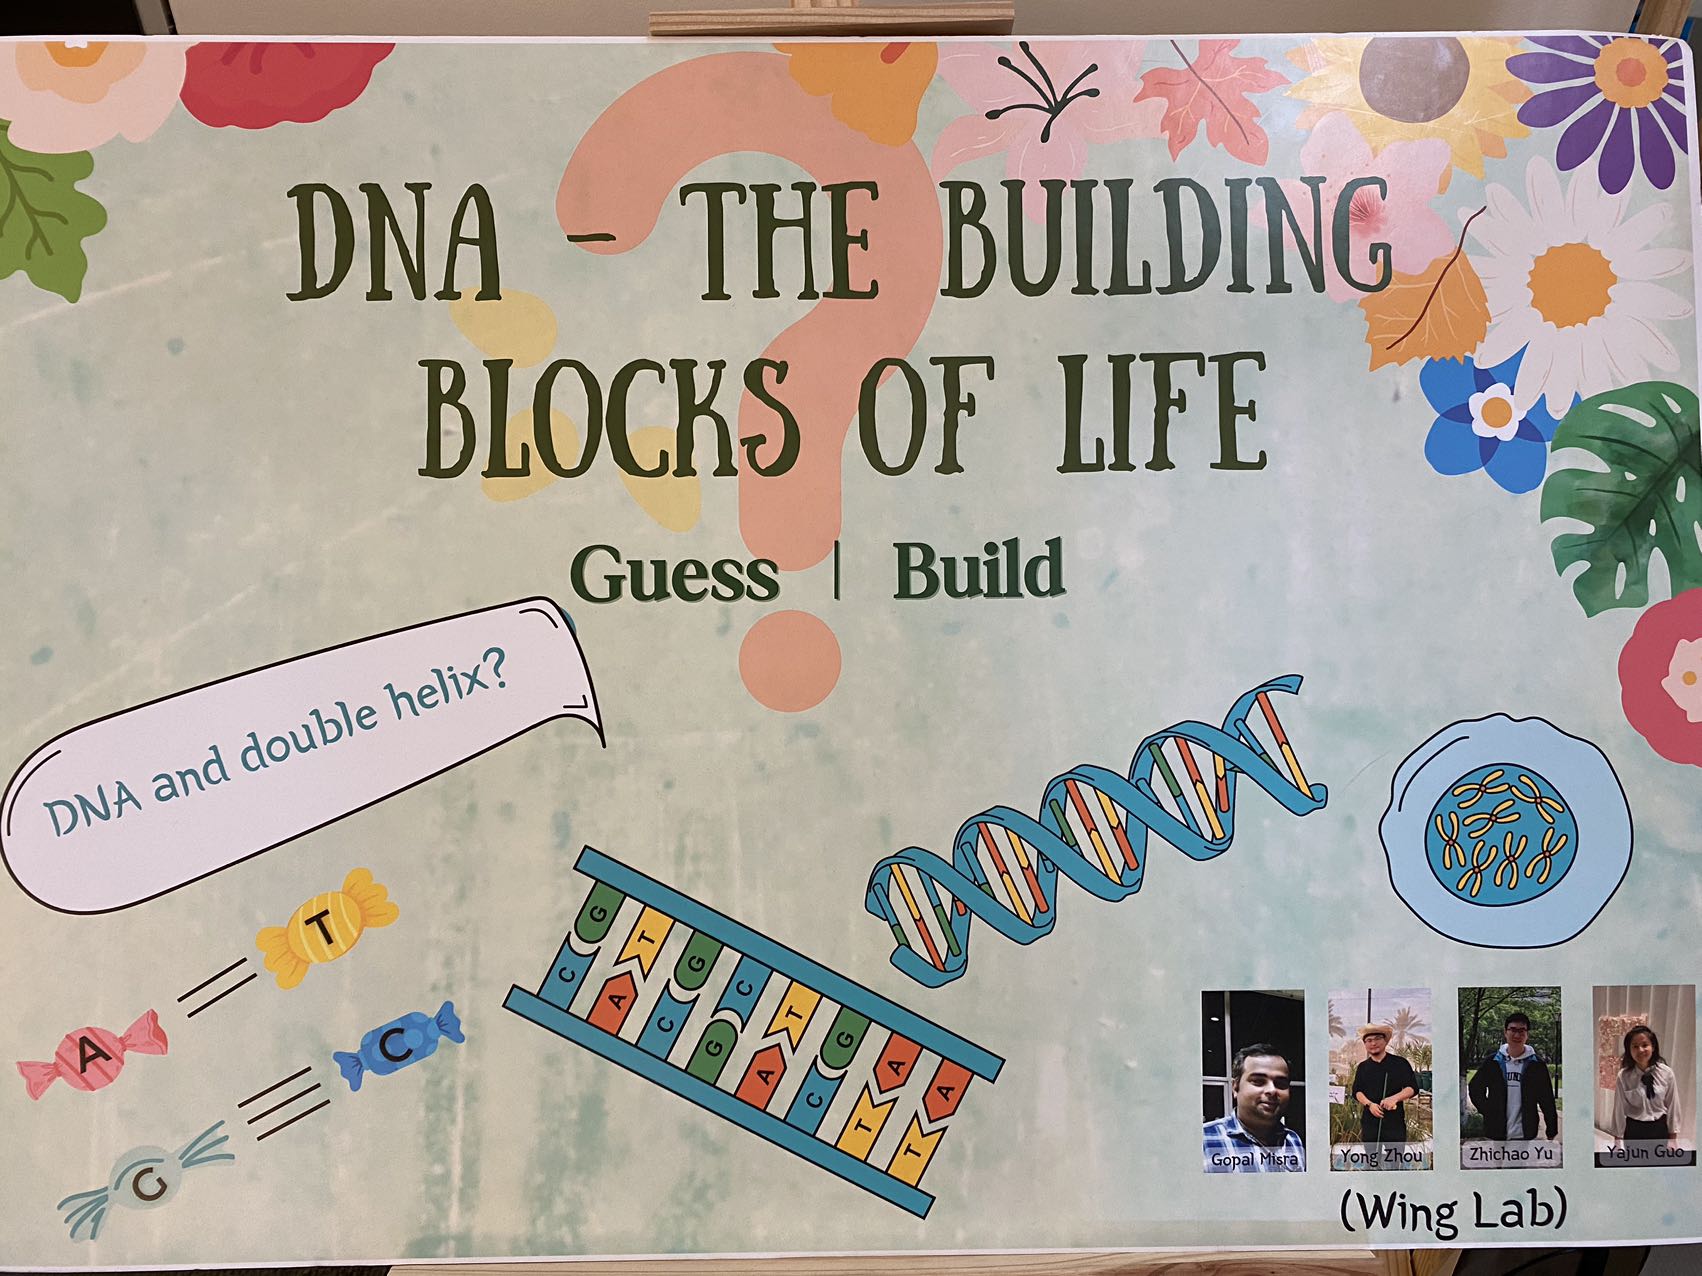 DNA - THE BUILDING
BLOCKS OF LIFE
Guess | Build
DNA and double helix?
T
A
C
G
G T G C T G A A
C A C G A C T T
Gopal Misra
Yong Zhou
Zhichao Yu
Yajun Guo
(Wing Lab)